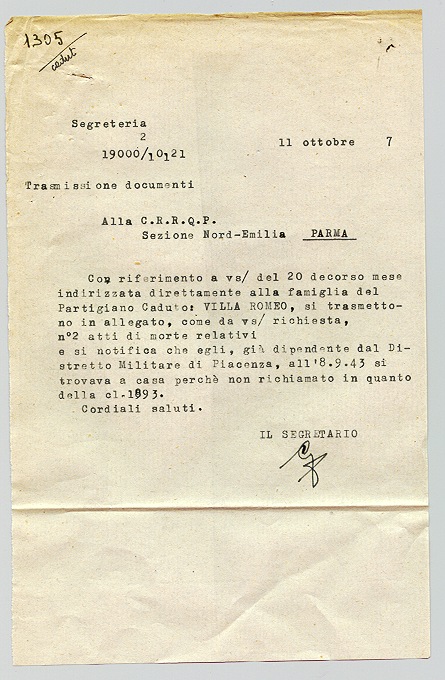 1305
cadut
Segreteria
2
19000/10121
11 ottobre 7
Trasmissione documenti
Alla C.R.R.Q.P.
Sezione Nord-Emilia PARMA
Con riferimento a vs/ del 20 decorso mese
indirizzata direttamente alla famiglia del
Partigiano Caduto: VILLA ROMEO, si trasmetto-
no in allegato, come da vs/ richiesta,
n°2 atti di morte relativi
e si notifica che egli, già dipendente dal Di-
stretto Militare di Piacenza, all'8.9.43 si
trovava a casa perchè non richiamato in quanto
della cl.1893.
Cordiali saluti.
IL SEGRETARIO